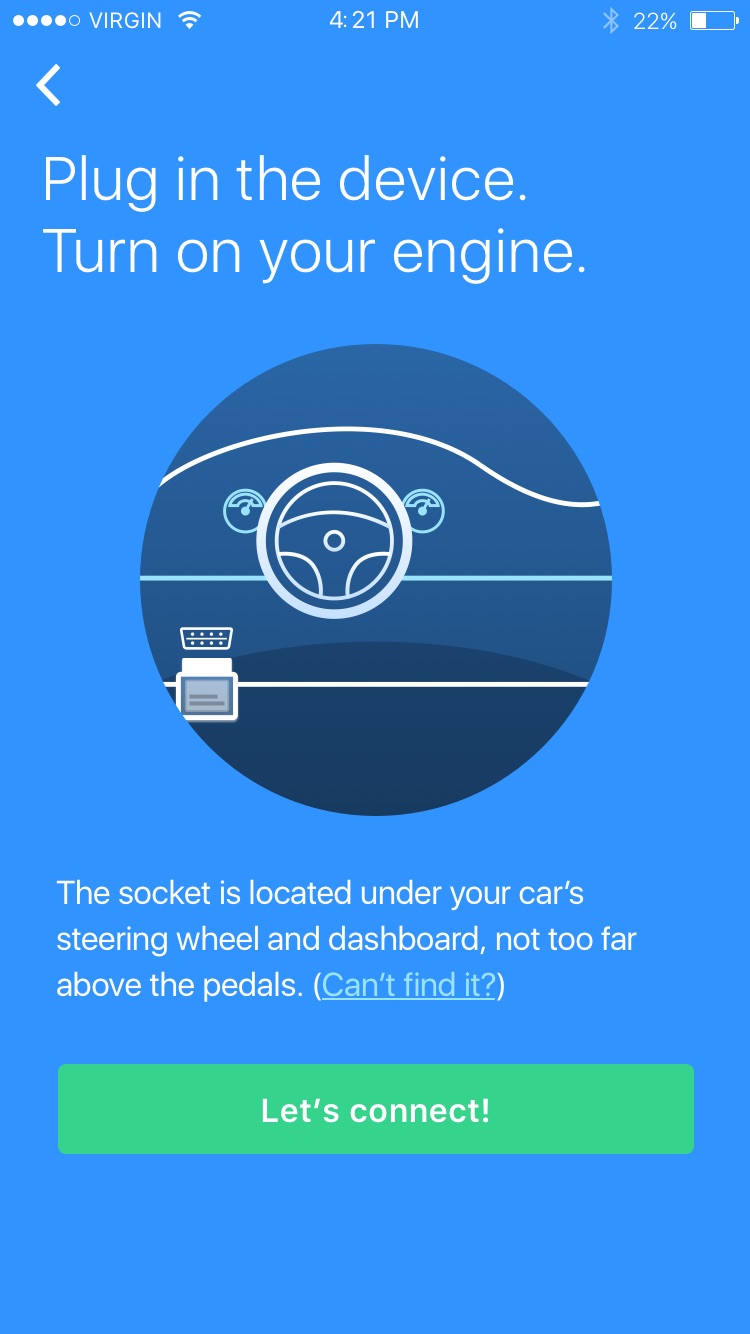 VIRGIN 4:21 PM 22%
Plug in the device.
Turn on your engine.
The socket is located under your car’s
steering wheel and dashboard, not too far
above the pedals. (Can’t find it?)
Let’s connect!